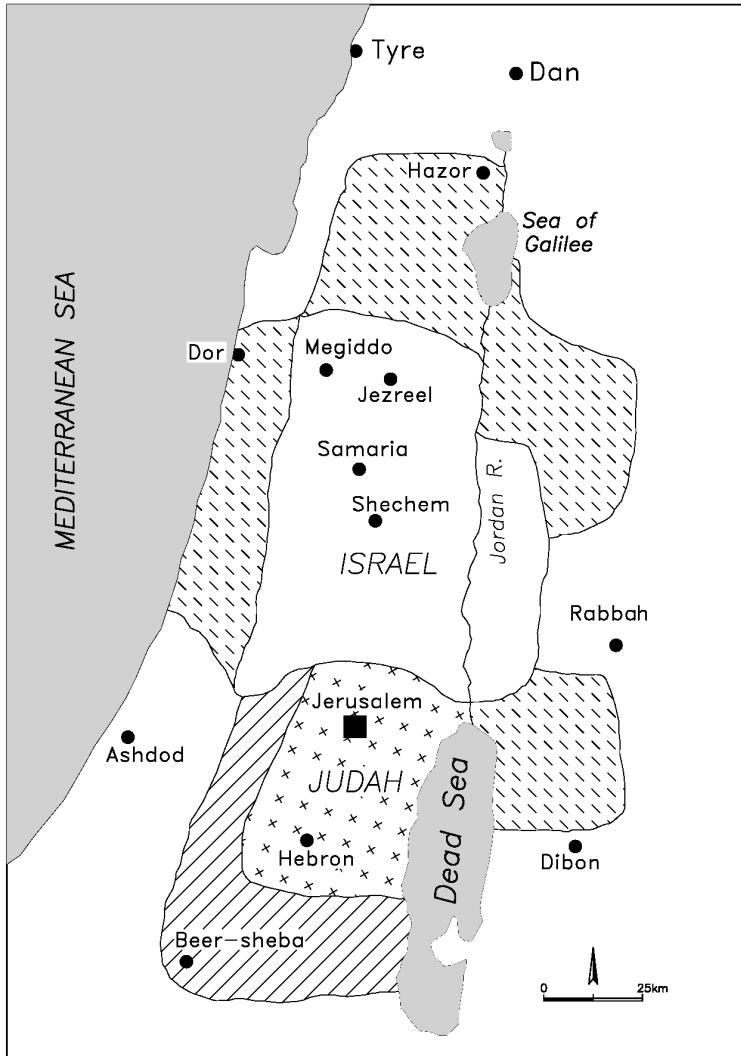 Tyre
Dan
Hazor
Sea of
Galilee
MEDITERRANEAN SEA
Dor
Megiddo
Jezreel
Samaria
Shechem
Jordan R.
ISRAEL
Rabbah
Jerusalem
Ashdod
JUDAH
Dead Sea
Hebron
Dibon
Beer-sheba
0 25km